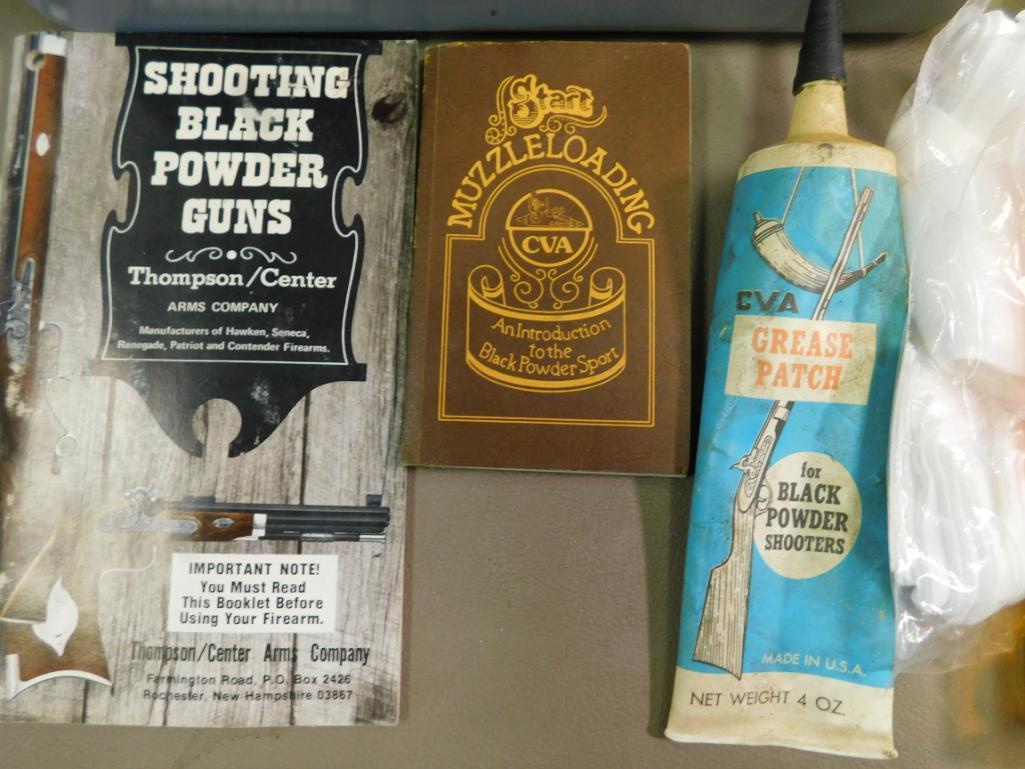 SHOOTING
BLACK
POWDER
GUNS
Thompson/Center
ARMS COMPANY
Manufacturers of Hawken, Seneca,
Renegade, Patriot and Contender Firearms.
IMPORTANT NOTE!
You Must Read
This Booklet Before
Using Your Firearm.
Thompson/Center Arms Company
Farmington Road, P.O. Box 2426
Rochester, New Hampshire 03867
Start
MUZZLELOADING
CVA
An Introduction
to the
Black Powder Sport
CVA
GREASE
PATCH
for
BLACK
POWDER
SHOOTERS
MADE IN U.S.A.
NET WEIGHT 4 OZ.